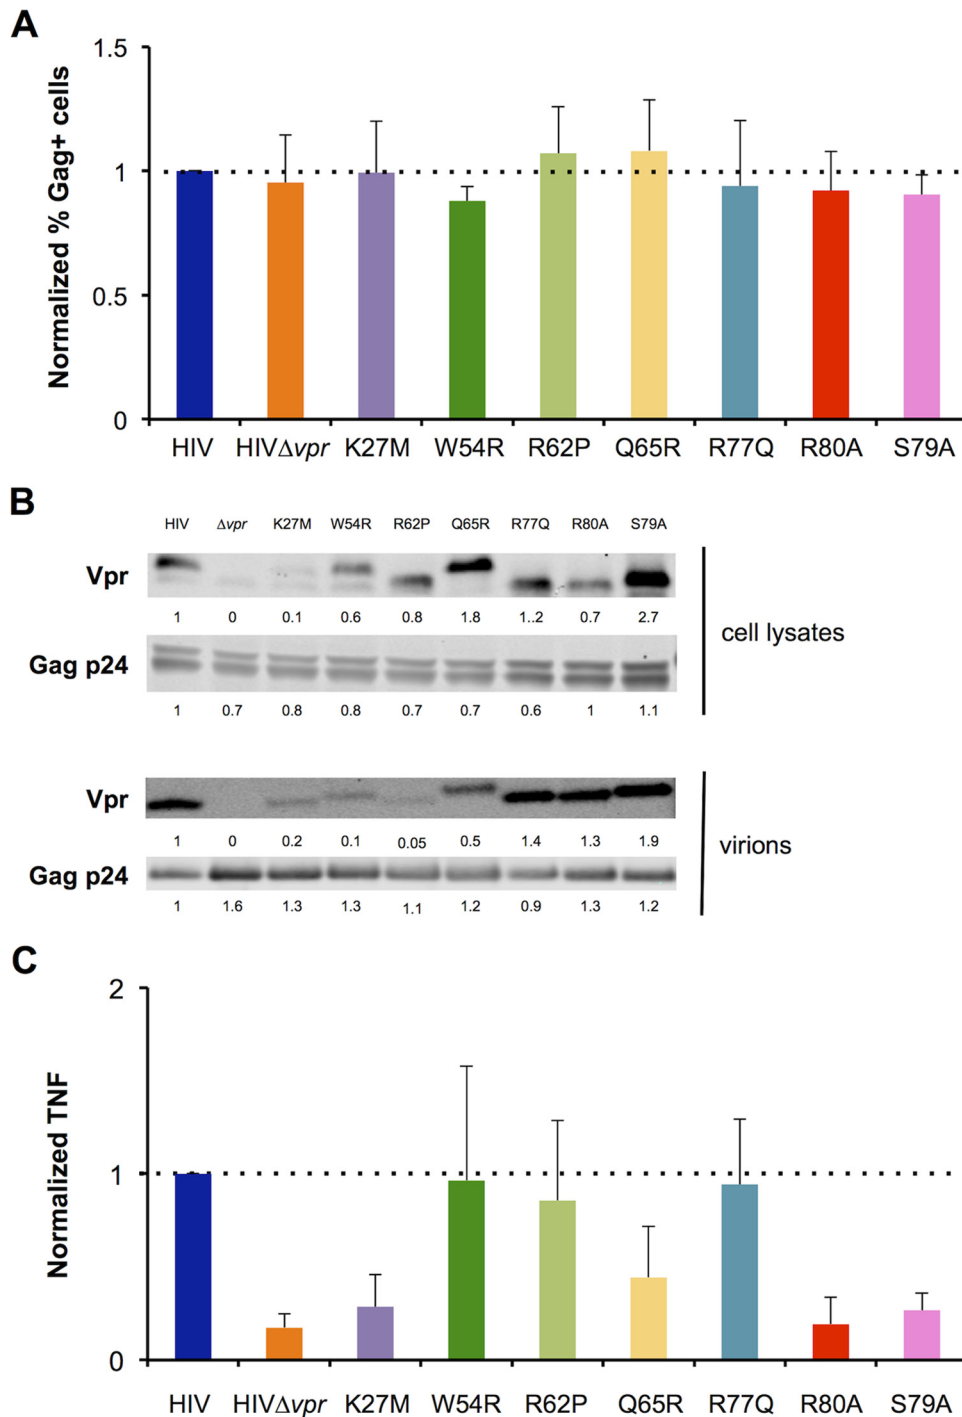 A
1.5
1
0.5
0
Normalized % Gag+ cells
HIV HIVΔvpr K27M W54R R62P Q65R R77Q R80A S79A
B
HIV Δvpr K27M W54R R62P Q65R R77Q R80A S79A
Vpr
1 0 0.1 0.6 0.8 1.8 1..2 0.7 2.7
cell lysates
Gag p24
1 0.7 0.8 0.8 0.7 0.7 0.6 1 1.1
Vpr
1 0 0.2 0.1 0.05 0.5 1.4 1.3 1.9
virions
Gag p24
1 1.6 1.3 1.3 1.1 1.2 0.9 1.3 1.2
C
2
1
0
Normalized TNF
HIV HIVΔvpr K27M W54R R62P Q65R R77Q R80A S79A